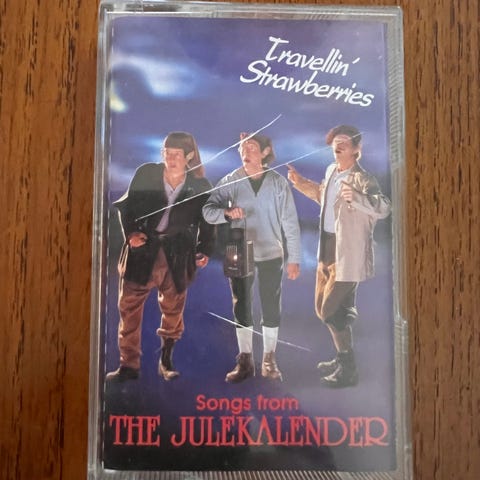 Travellin'
Strawberries
Songs from
THE JULEKALENDER